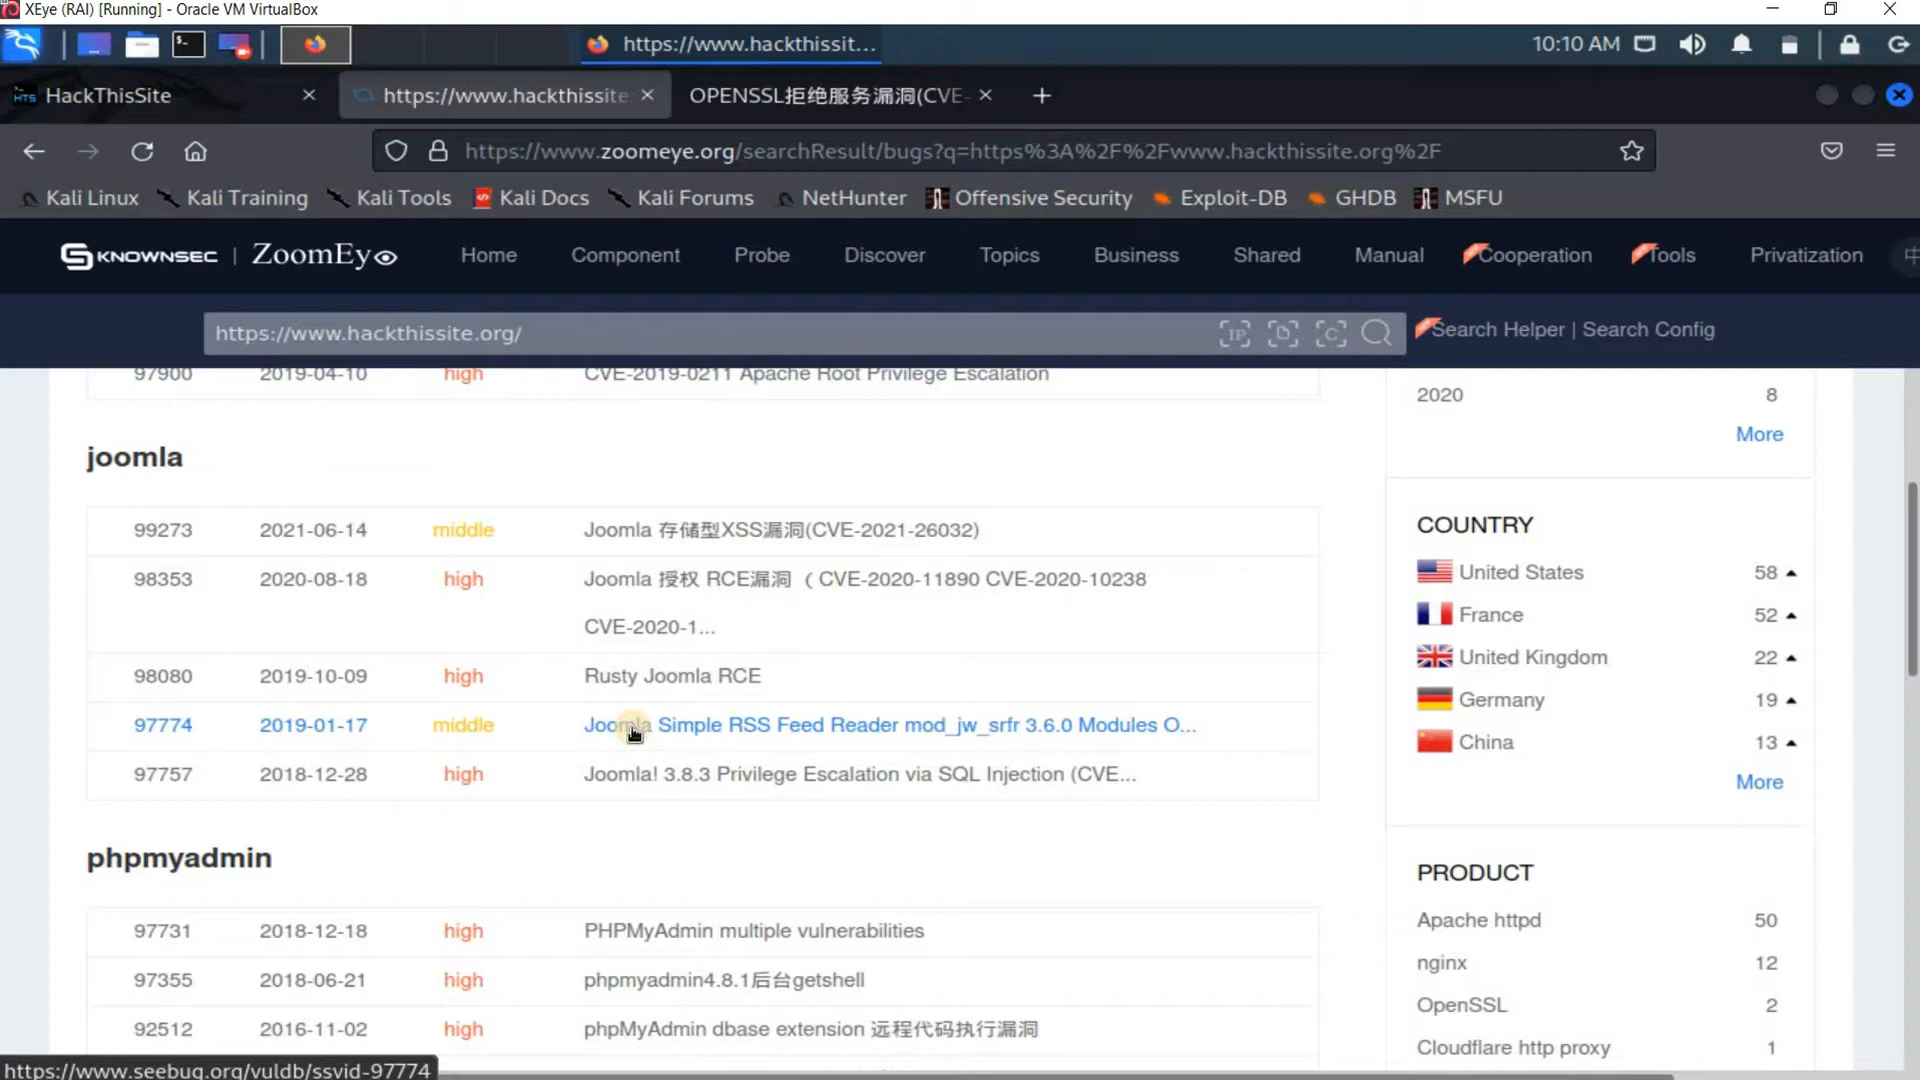 XEye (RAI) [Running] - Oracle VM VirtualBox
https://www.hackthissit...
10:10 AM
HTS HackThisSite
https://www.hackthissite
OPENSSL拒绝服务漏洞(CVE-
https://www.zoomeye.org/searchResult/bugs?q=https%3A%2F%2Fwww.hackthissite.org%2F
Kali Linux Kali Training Kali Tools Kali Docs Kali Forums NetHunter Offensive Security Exploit-DB GHDB MSFU
KNOWNSEC | ZoomEye Home Component Probe Discover Topics Business Shared Manual Cooperation Tools Privatization 中
https://www.hackthissite.org/ IP D C Search Helper | Search Config
97900 2019-04-10 high CVE-2019-0211 Apache Root Privilege Escalation
joomla
99273 2021-06-14 middle Joomla 存储型XSS漏洞(CVE-2021-26032)
98353 2020-08-18 high Joomla 授权 RCE漏洞 （CVE-2020-11890 CVE-2020-10238
CVE-2020-1...
98080 2019-10-09 high Rusty Joomla RCE
97774 2019-01-17 middle Joomla Simple RSS Feed Reader mod_jw_srfr 3.6.0 Modules O...
97757 2018-12-28 high Joomla! 3.8.3 Privilege Escalation via SQL Injection (CVE...
phpmyadmin
97731 2018-12-18 high PHPMyAdmin multiple vulnerabilities
97355 2018-06-21 high phpmyadmin4.8.1后台getshell
92512 2016-11-02 high phpMyAdmin dbase extension 远程代码执行漏洞
2020 8
More
COUNTRY
United States 58
France 52
United Kingdom 22
Germany 19
China 13
More
PRODUCT
Apache httpd 50
nginx 12
OpenSSL 2
Cloudflare http proxy 1
https://www.seebug.org/vuldb/ssvid-97774